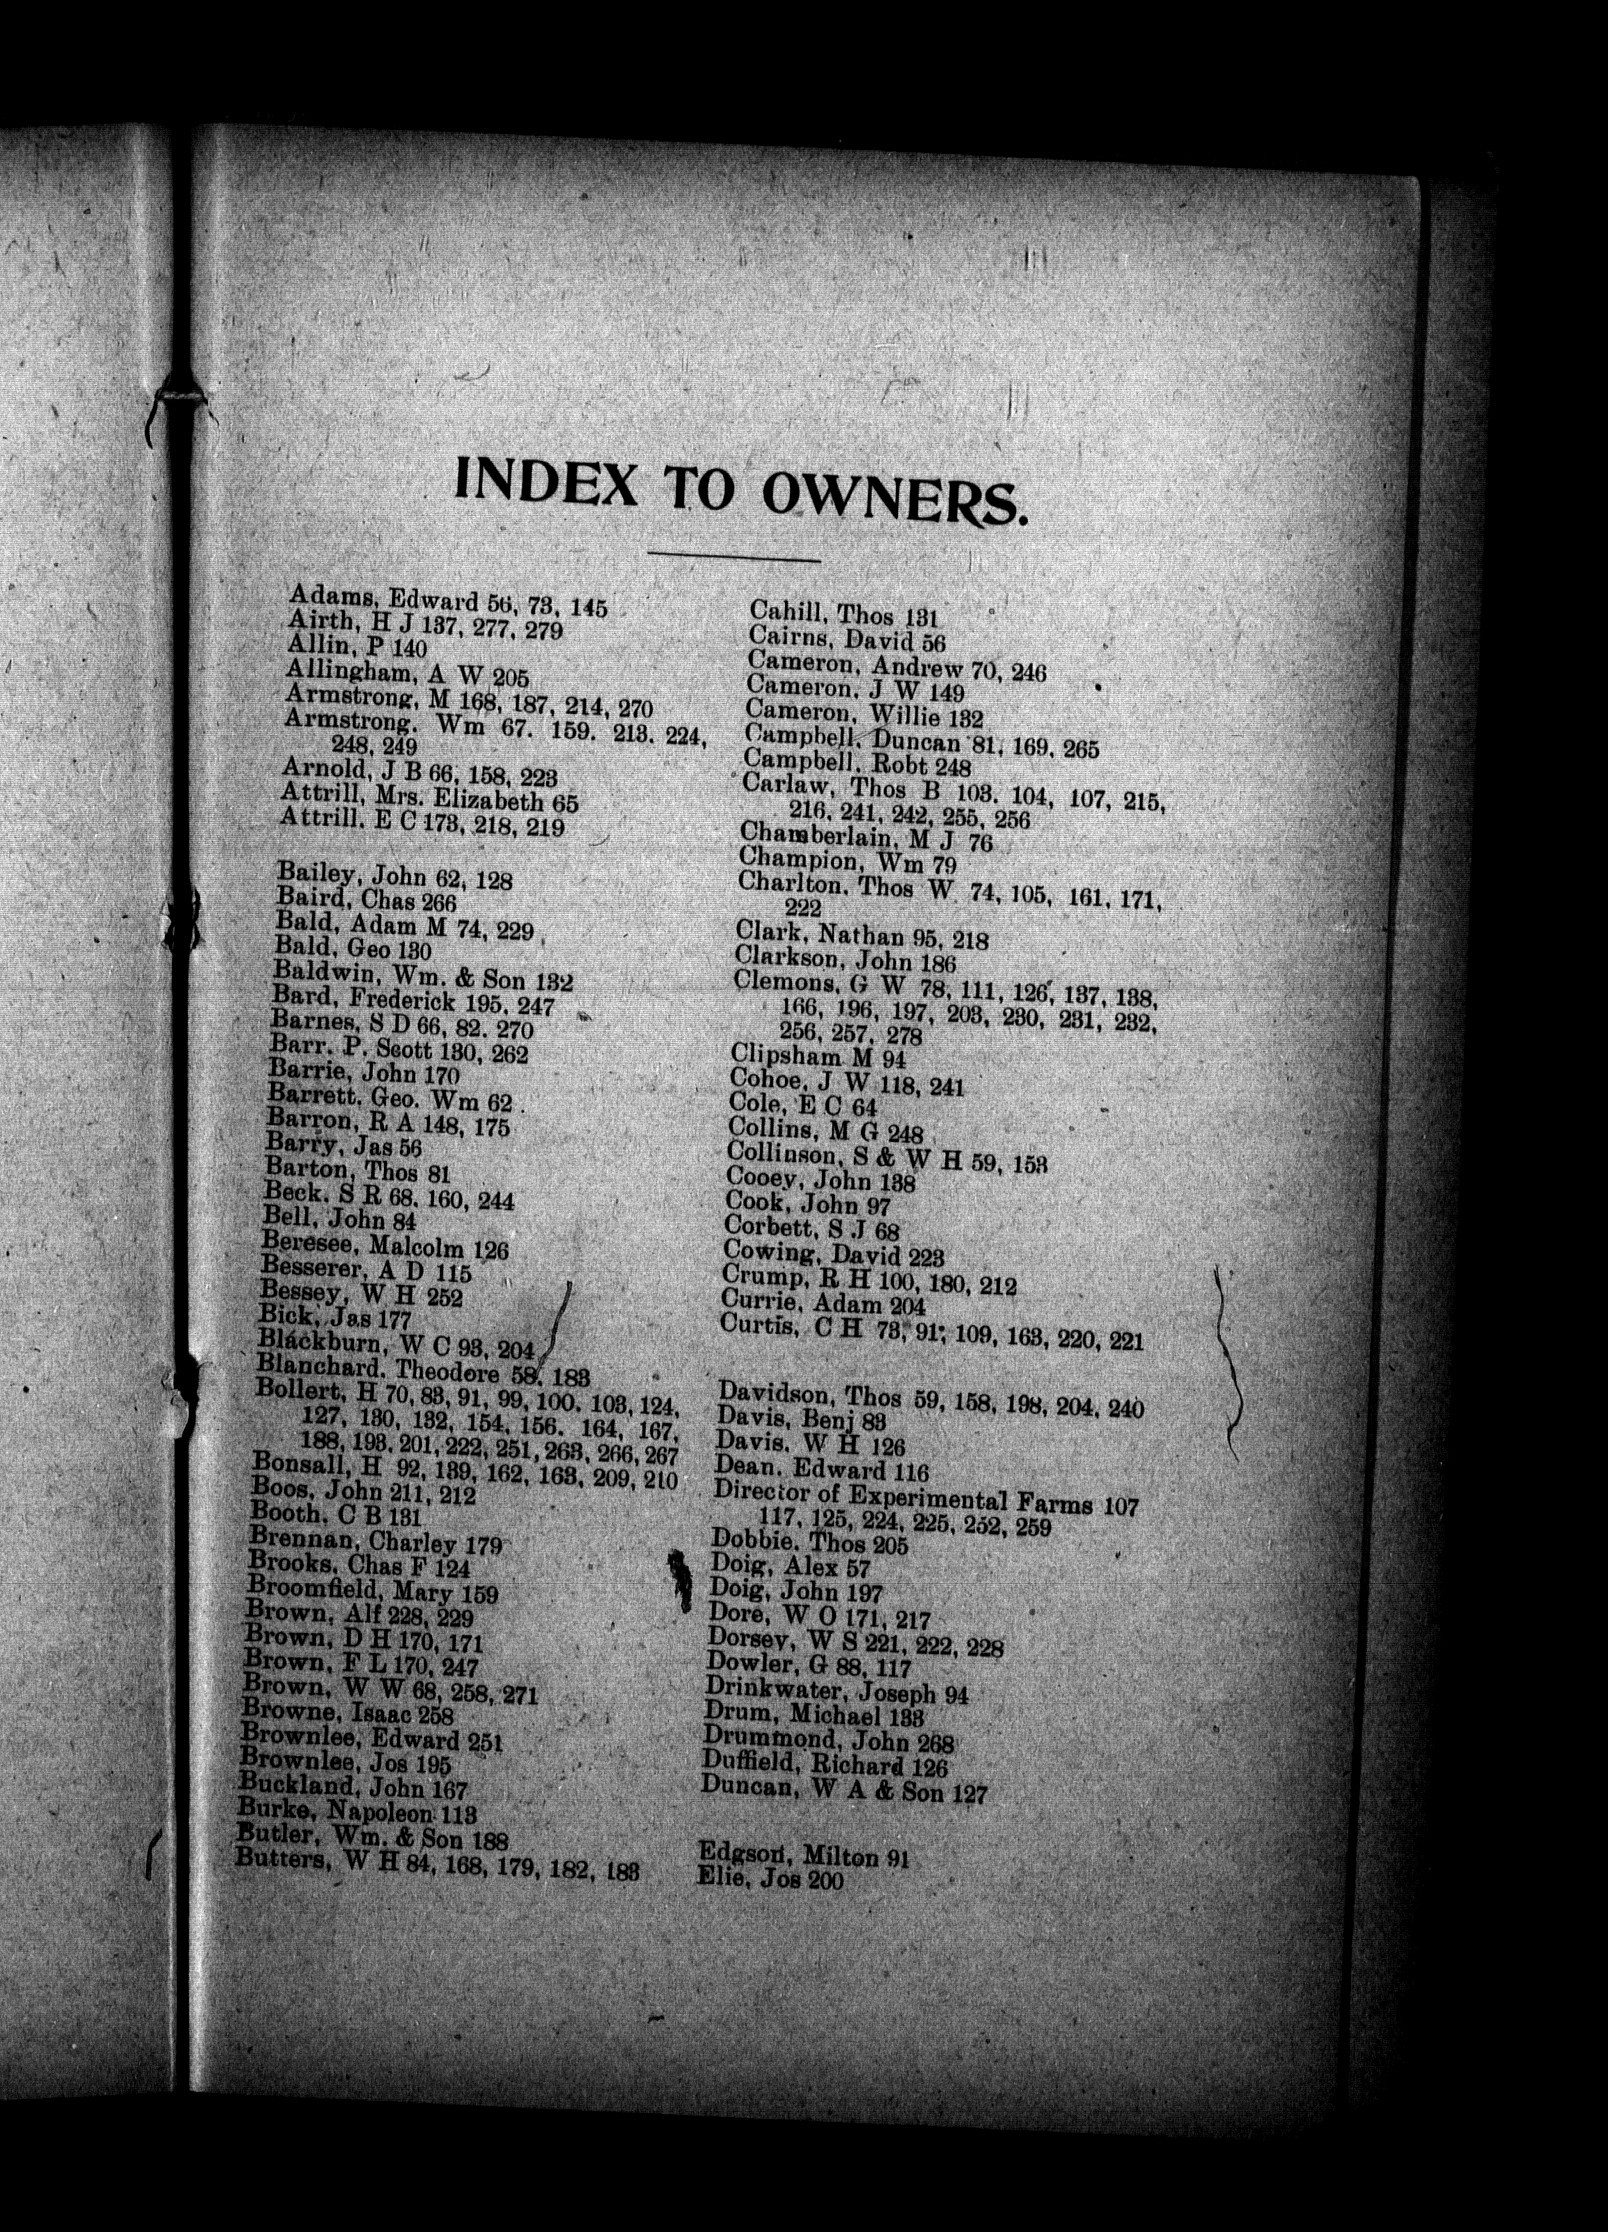 INDEX TO OWNERS.
Adams, Edward 56, 73, 145
Airth, H J 137, 277, 279
Allin, P 140
Allingham, A W 205
Armstrong, M 168, 187, 214, 270
Armstrong. Wm 67. 159. 213. 224,
248, 249
Arnold, J B 66, 158, 223
Attrill, Mrs. Elizabeth 65
Attrill. E C 173, 218, 219
Bailey, John 62, 128
Baird, Chas 266
Bald, Adam M 74, 229
Bald, Geo 130
Baldwin, Wm. & Son 132
Bard, Frederick 195, 247
Barnes, S D 66, 82. 270
Barr. P. Scott 130, 262
Barrie, John 170
Barrett. Geo. Wm 62
Barron, R A 148, 175
Barry, Jas 56
Barton, Thos 81
Beck. S R 68. 160, 244
Bell, John 84
Beresee, Malcolm 126
Besserer, A D 115
Bessey, W H 252
Bick, Jas 177
Blackburn, W C 93, 204
Blanchard. Theodore 58. 183
Bollert, H 70, 83, 91, 99, 100. 103, 124,
127, 130, 132, 154, 156. 164, 167,
188, 193. 201, 222, 251, 263, 266, 267
Bonsall, H 92, 139, 162, 163, 209, 210
Boos, John 211, 212
Booth, C B 131
Brennan, Charley 179
Brooks, Chas F 124
Broomfield, Mary 159
Brown, Alf 228, 229
Brown, D H 170, 171
Brown, F L 170, 247
Brown, W W 68, 258, 271
Browne, Isaac 258
Brownlee, Edward 251
Brownlee, Jos 195
Buckland, John 167
Burke, Napoleon 113
Butler, Wm. & Son 188
Butters, W H 84, 168, 179, 182, 183
Cahill, Thos 131
Cairns, David 56
Cameron, Andrew 70, 246
Cameron, J W 149
Cameron, Willie 132
Campbell, Duncan 81, 169, 265
Campbell, Robt 248
Carlaw, Thos B 103. 104, 107, 215,
216, 241, 242, 255, 256
Chamberlain, M J 76
Champion, Wm 79
Charlton. Thos W 74, 105, 161, 171,
222
Clark, Nathan 95, 218
Clarkson, John 186
Clemons, G W 78, 111, 126, 137, 138,
166, 196, 197, 203, 230, 231, 232,
256, 257, 278
Clipsham M 94
Cohoe, J W 118, 241
Cole, E C 64
Collins, M G 248
Collinson, S & W H 59, 153
Cooey, John 138
Cook, John 97
Corbett, S J 68
Cowing, David 223
Crump, R H 100, 180, 212
Currie, Adam 204
Curtis, C H 73, 91, 109, 163, 220, 221
Davidson, Thos 59, 158, 198, 204, 240
Davis, Benj 83
Davis. W H 126
Dean. Edward 116
Director of Experimental Farms 107
117, 125, 224, 225, 252, 259
Dobbie. Thos 205
Doig, Alex 57
Doig, John 197
Dore, W O 171, 217
Dorsey, W S 221, 222, 228
Dowler, G 88, 117
Drinkwater, Joseph 94
Drum, Michael 133
Drummond, John 268
Duffield, Richard 126
Duncan, W A & Son 127
Edgson, Milton 91
Elie, Jos 200